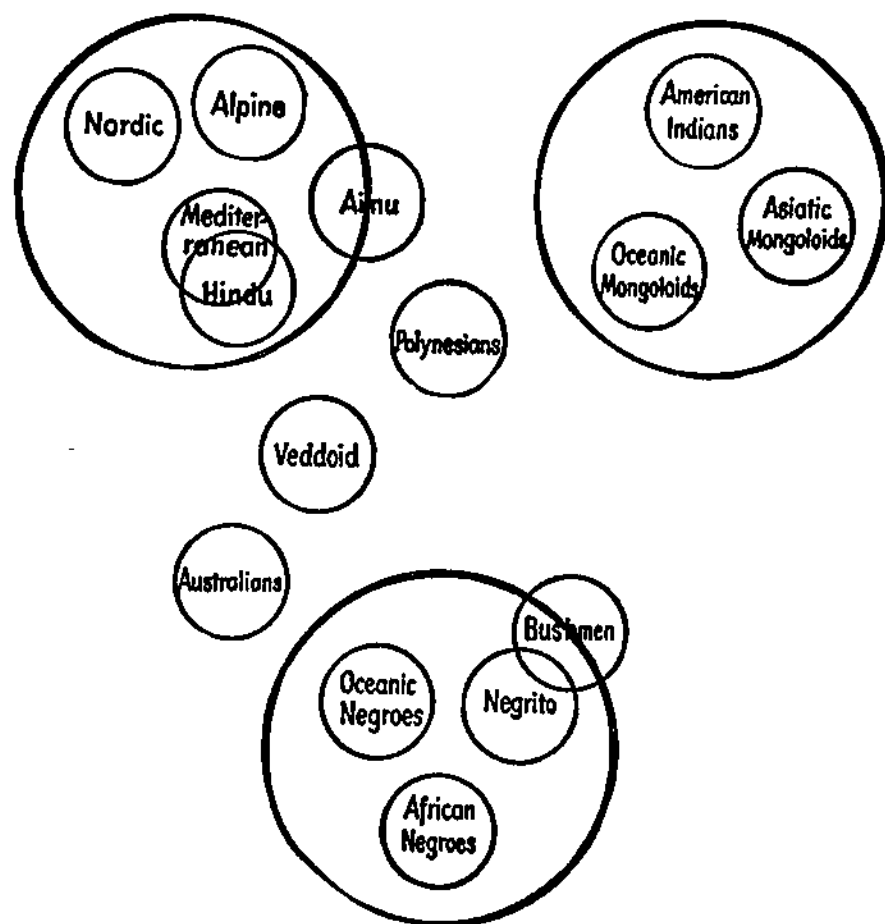 Nordic
Alpine
Mediter-
ranean
Hindu
Ainu
American
Indians
Asiatic
Mongoloids
Oceanic
Mongoloids
Polynesians
Veddoid
Australians
Bushmen
Oceanic
Negroes
Negrito
African
Negroes